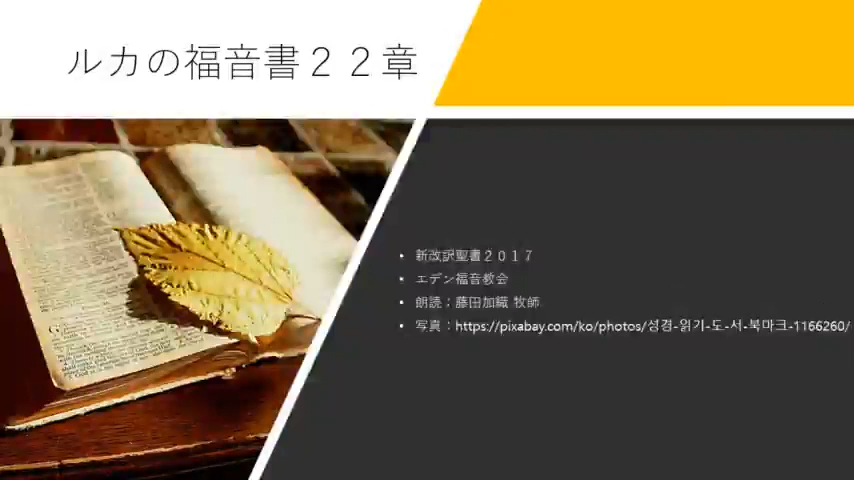 ルカの福音書２２章
• 新改訳聖書２０１７
• エデン福音教会
• 朗読：藤田加織 牧師
• 写真：https://pixabay.com/ko/photos/성경-읽기-도-서-북마크-1166260/